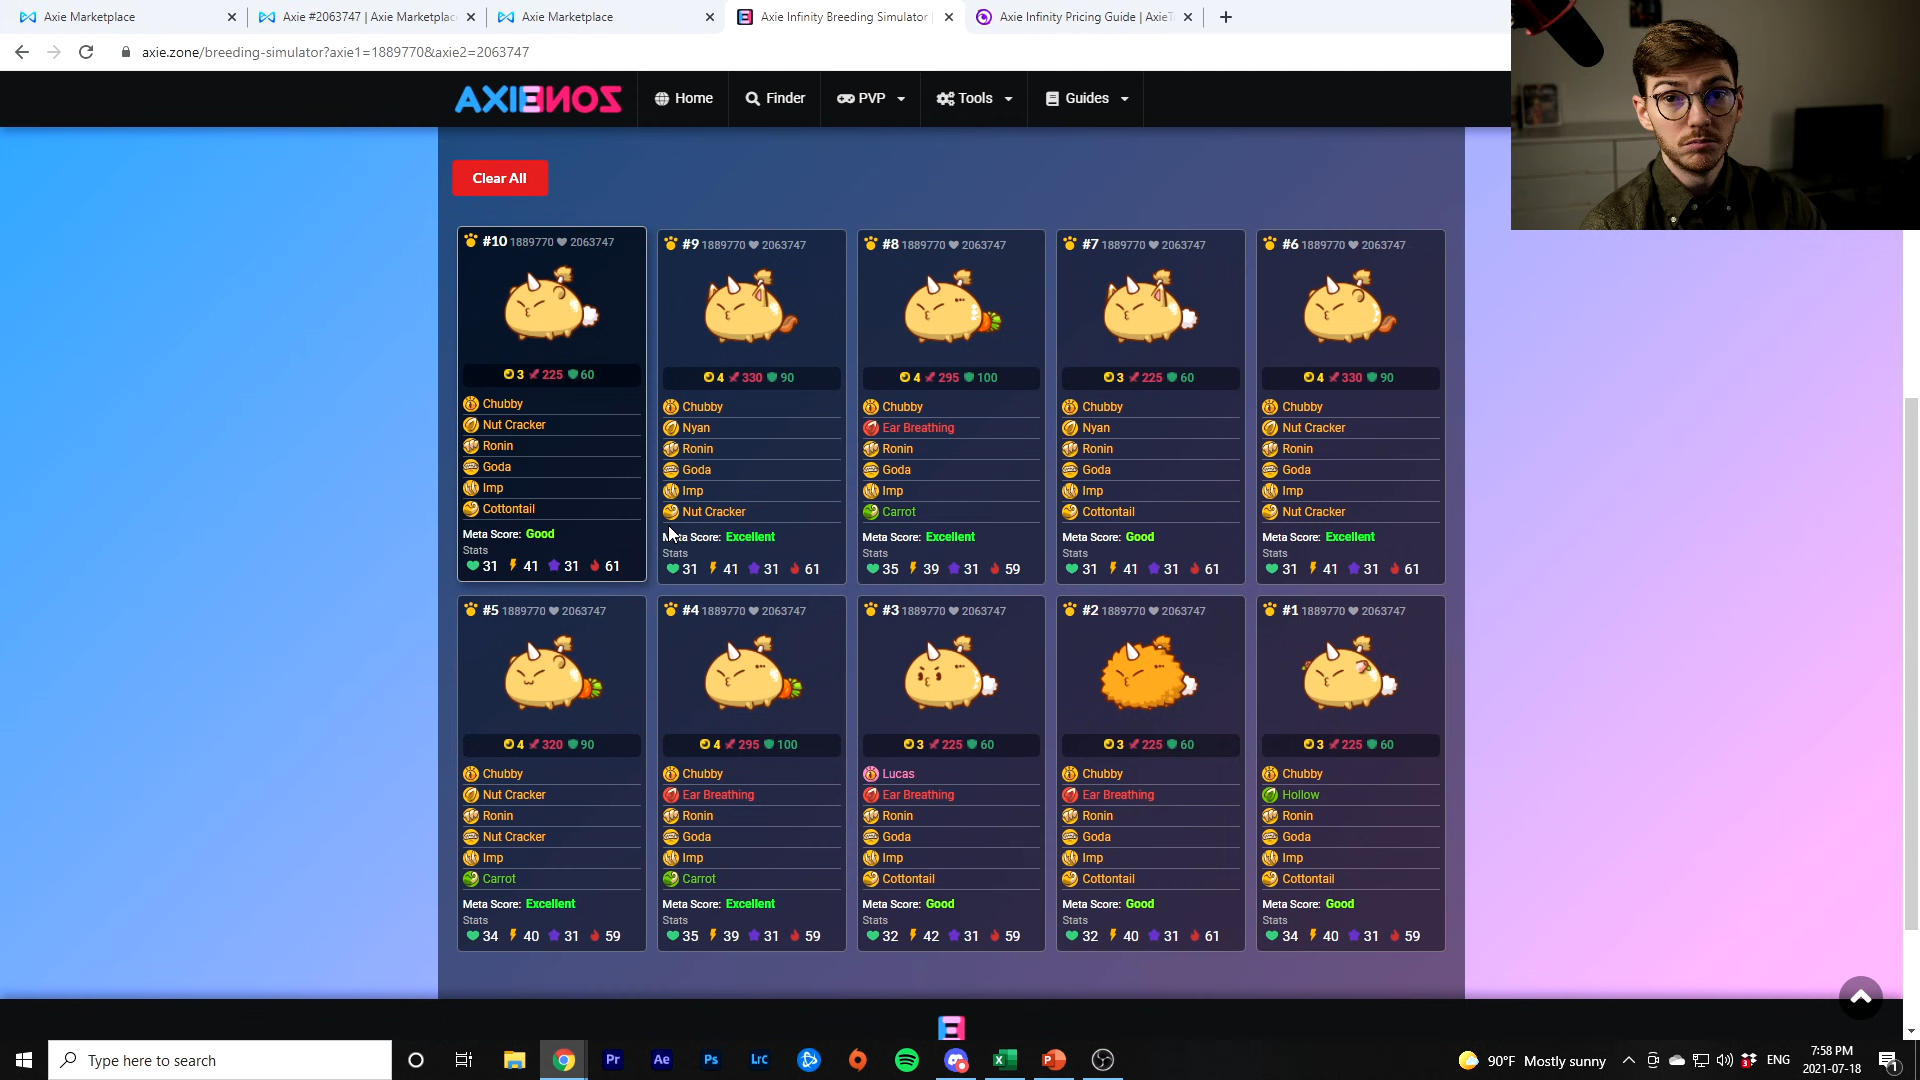 Axie Marketplace
Axie #2063747 | Axie Marketplac
Axie Marketplace
Axie Infinity Breeding Simulator |
Axie Infinity Pricing Guide | AxieT
axie.zone/breeding-simulator?axie1=1889770&axie2=2063747
AXIE ZONE
Home
Finder
PVP
Tools
Guides
Clear All
#10 1889770 2063747
#9 1889770 2063747
#8 1889770 2063747
#7 1889770 2063747
#6 1889770 2063747
3 225 60
4 330 90
4 295 100
3 225 60
4 330 90
Chubby
Nut Cracker
Ronin
Goda
Imp
Cottontail
Meta Score: Good
Stats
31 41 31 61
Chubby
Nyan
Ronin
Goda
Imp
Nut Cracker
Meta Score: Excellent
Stats
31 41 31 61
Chubby
Ear Breathing
Ronin
Goda
Imp
Carrot
Meta Score: Excellent
Stats
35 39 31 59
Chubby
Nyan
Ronin
Goda
Imp
Cottontail
Meta Score: Good
Stats
31 41 31 61
Chubby
Nut Cracker
Ronin
Goda
Imp
Nut Cracker
Meta Score: Excellent
Stats
31 41 31 61
#5 1889770 2063747
#4 1889770 2063747
#3 1889770 2063747
#2 1889770 2063747
#1 1889770 2063747
4 320 90
4 295 100
3 225 60
3 225 60
3 225 60
Chubby
Nut Cracker
Ronin
Nut Cracker
Imp
Carrot
Meta Score: Excellent
Stats
34 40 31 59
Chubby
Ear Breathing
Ronin
Goda
Imp
Carrot
Meta Score: Excellent
Stats
35 39 31 59
Lucas
Ear Breathing
Ronin
Goda
Imp
Cottontail
Meta Score: Good
Stats
32 42 31 59
Chubby
Ear Breathing
Ronin
Goda
Imp
Cottontail
Meta Score: Good
Stats
32 40 31 61
Chubby
Hollow
Ronin
Goda
Imp
Cottontail
Meta Score: Good
Stats
34 40 31 59
Type here to search
Pr
Ae
Ps
Lrc
90°F Mostly sunny
ENG
7:58 PM
2021-07-18
1